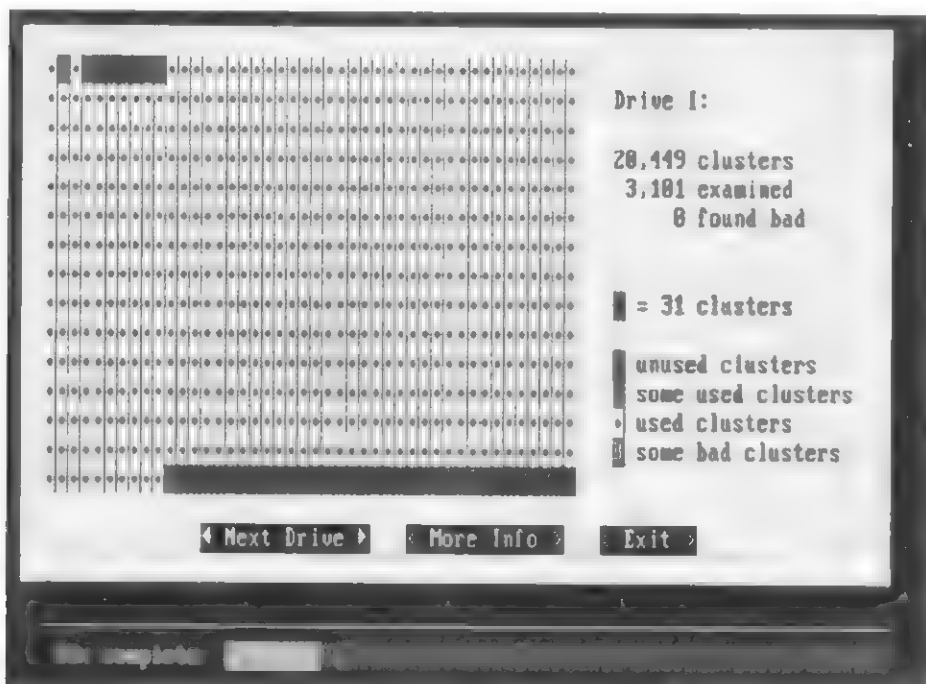 Drive I:
20,449 clusters
3,101 examined
0 found bad
= 31 clusters
unused clusters
some used clusters
used clusters
B some bad clusters
◄ Next Drive ► < More Info > < Exit >